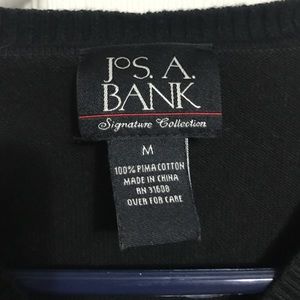 JoS. A.
BANK
Signature Collection
M
100% PIMA COTTON
MADE IN CHINA
RN 31608
OVER FOR CARE